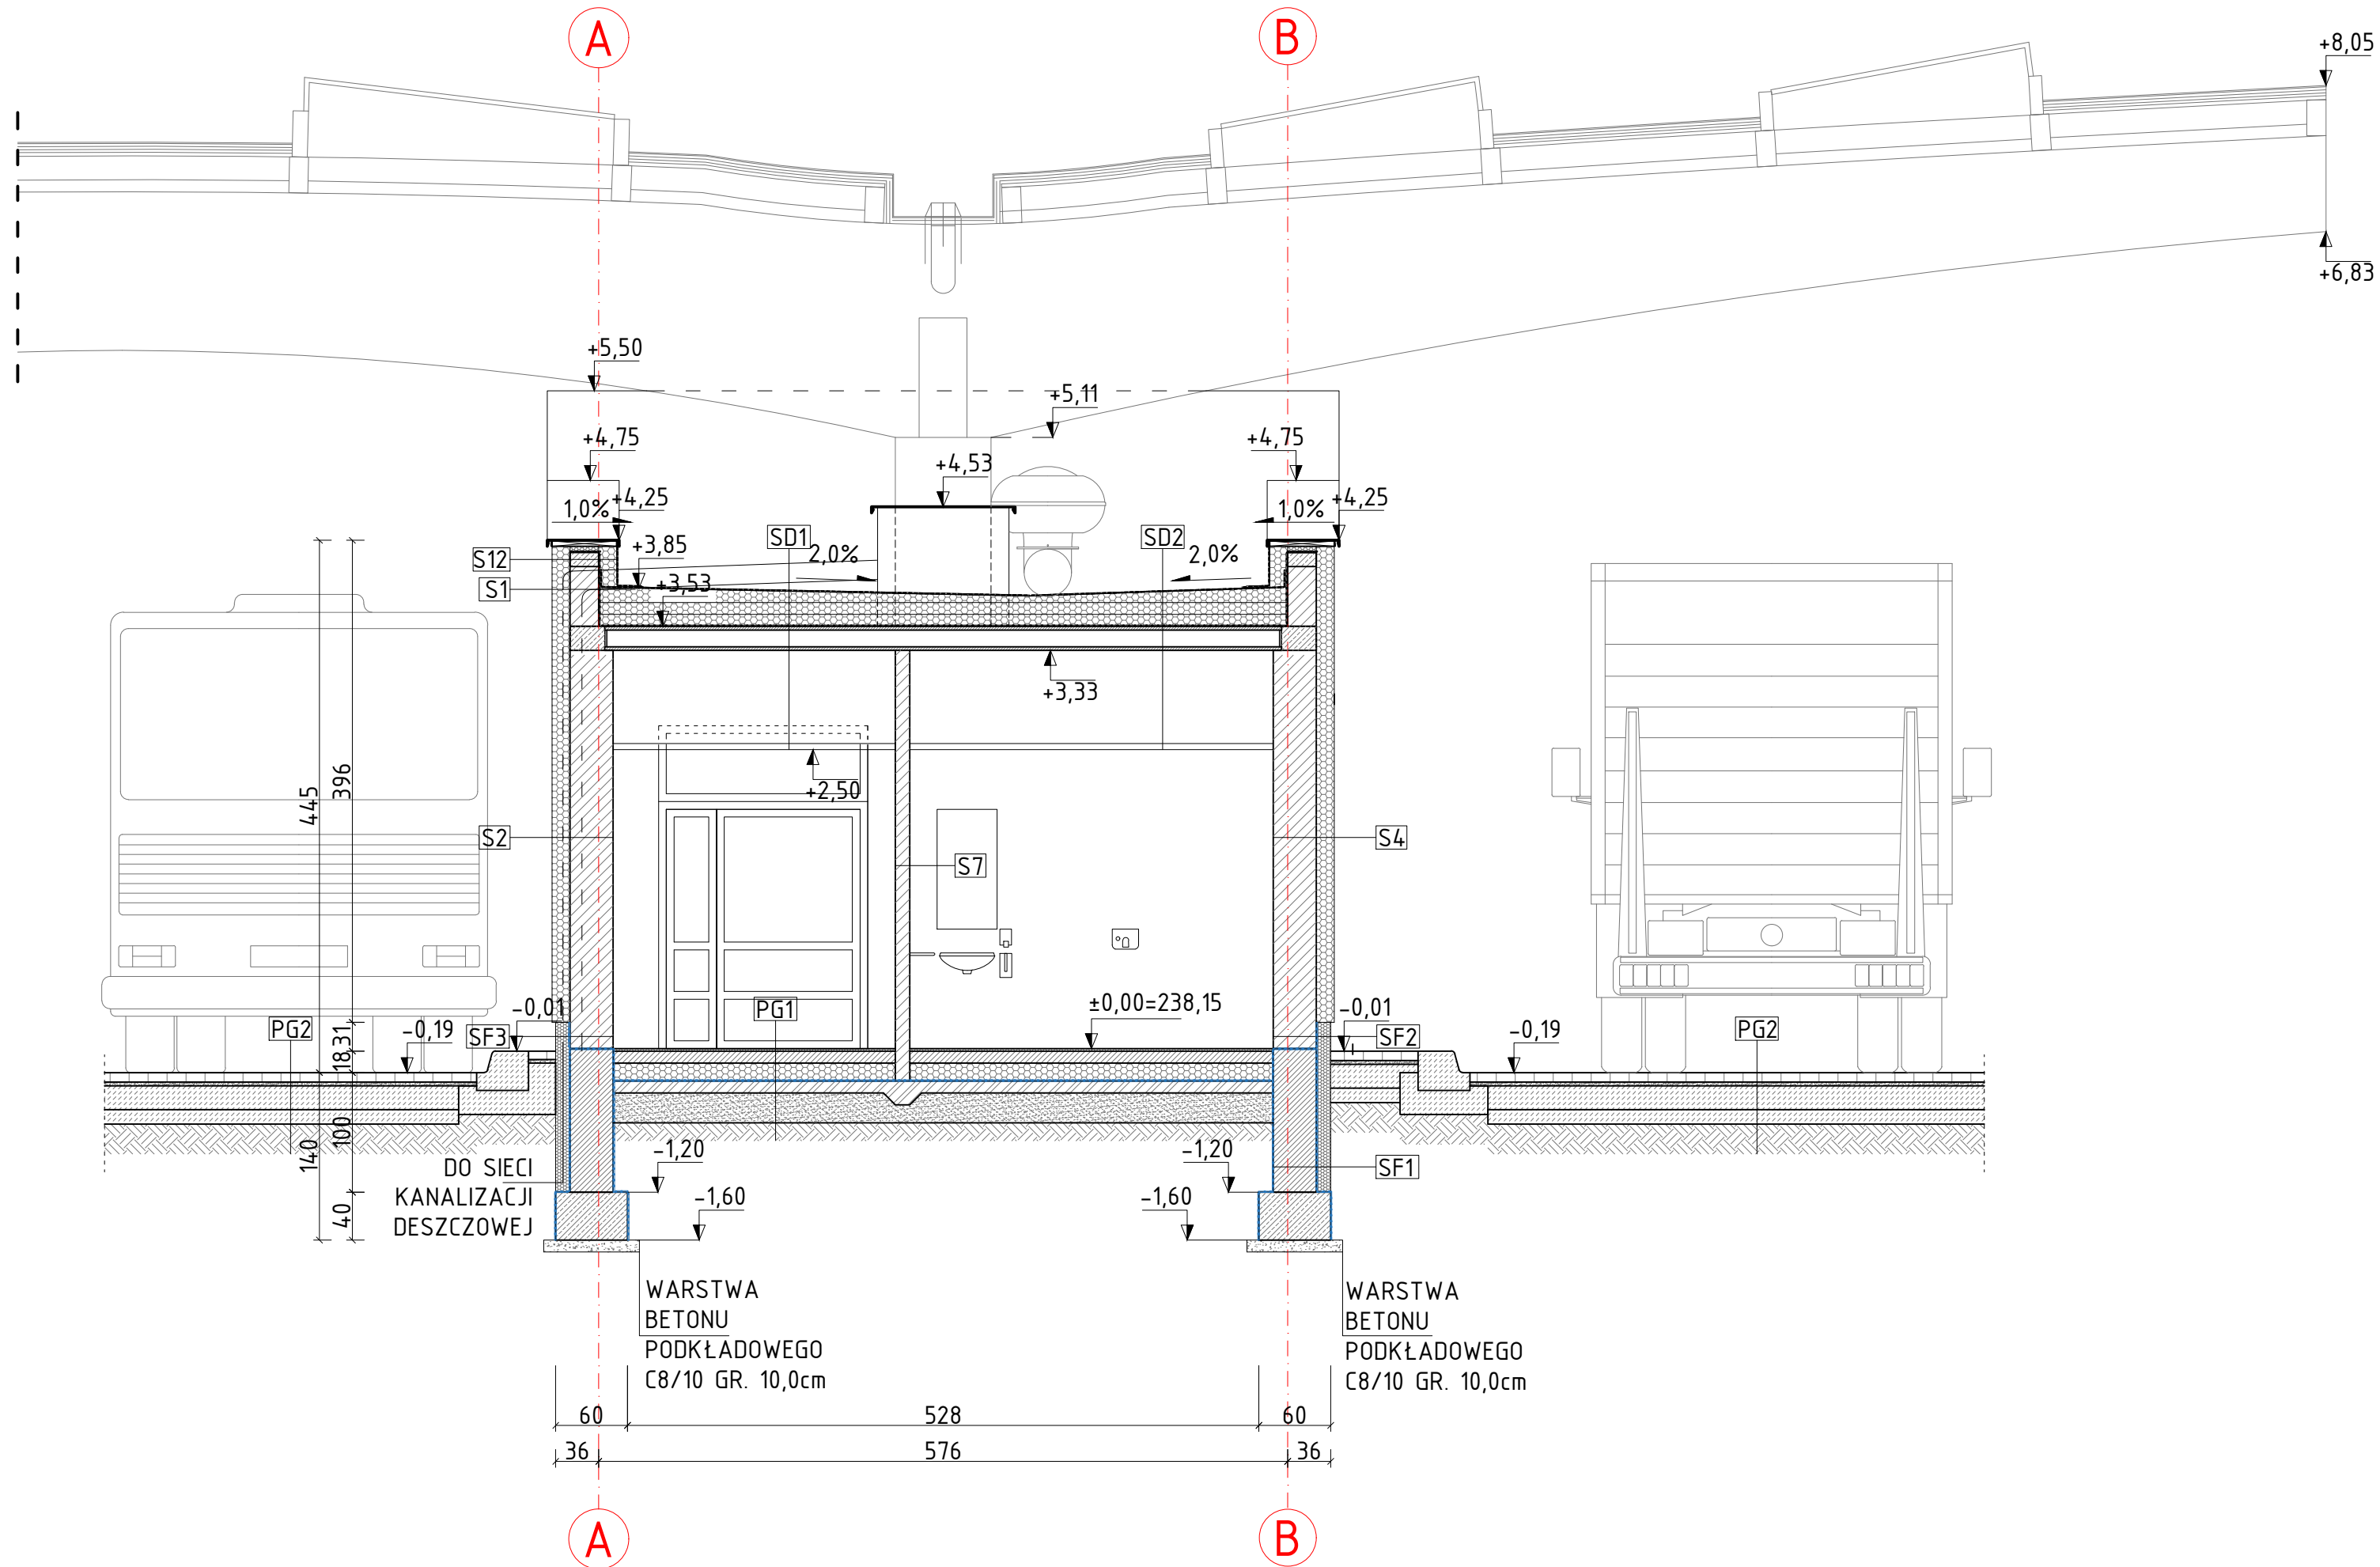 A
B
+8,05
+6,83
+5,50
+5,11
+4,75
+4,75
+4,53
1,0%
+4,25
1,0%
+4,25
SD1
SD2
+3,85
2,0%
2,0%
S12
S1
+3,53
+3,33
+2,50
445
396
S2
S4
S7
PG1
±0,00=238,15
-0,01
-0,01
PG2
-0,19
SF3
SF2
-0,19
PG2
31
18
100
140
40
-1,20
-1,20
SF1
DO SIECI
KANALIZACJI
DESZCZOWEJ
-1,60
-1,60
WARSTWA
BETONU
PODKŁADOWEGO
C8/10 GR. 10,0cm
WARSTWA
BETONU
PODKŁADOWEGO
C8/10 GR. 10,0cm
60
528
60
36
576
36
A
B